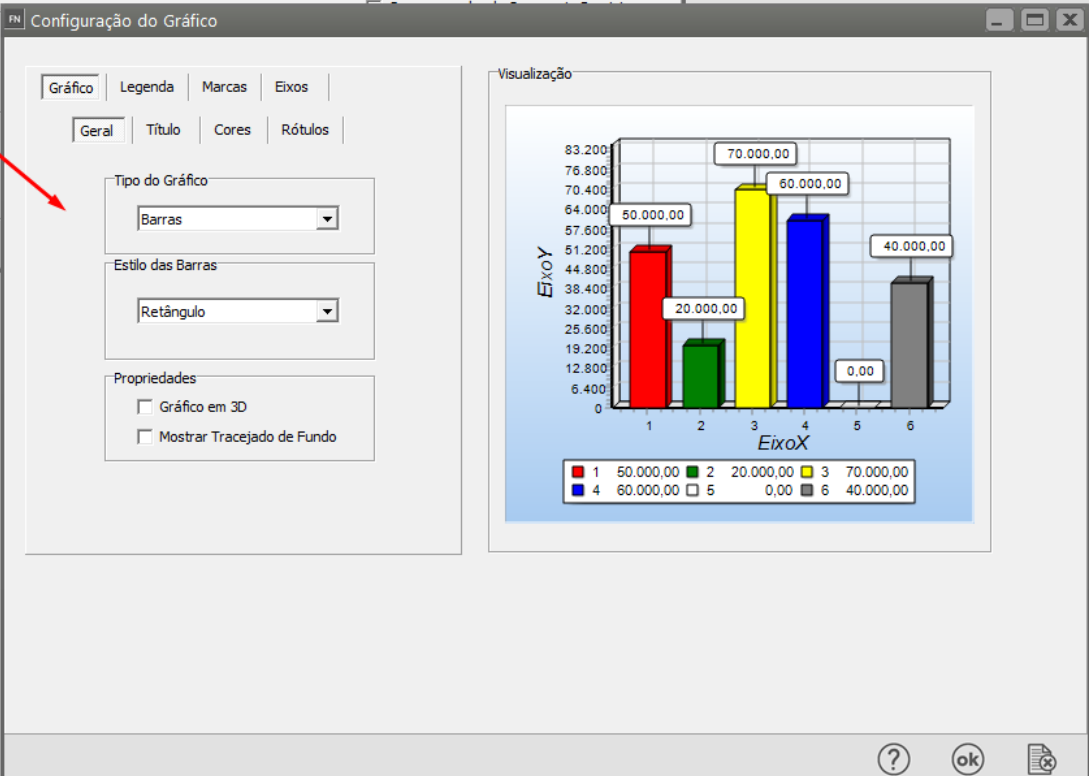 FN Configuração do Gráfico
Gráfico Legenda Marcas Eixos
Geral Título Cores Rótulos
Tipo do Gráfico
Barras
Estilo das Barras
Retângulo
Propriedades
Gráfico em 3D
Mostrar Tracejado de Fundo
Visualização
83.200
76.800
70.400
64.000
57.600
51.200
44.800
38.400
32.000
25.600
19.200
12.800
6.400
0
EixoY
50.000,00
20.000,00
70.000,00
60.000,00
0,00
40.000,00
1 2 3 4 5 6
EixoX
1 50.000,00 2 20.000,00 3 70.000,00
4 60.000,00 5 0,00 6 40.000,00
? ok